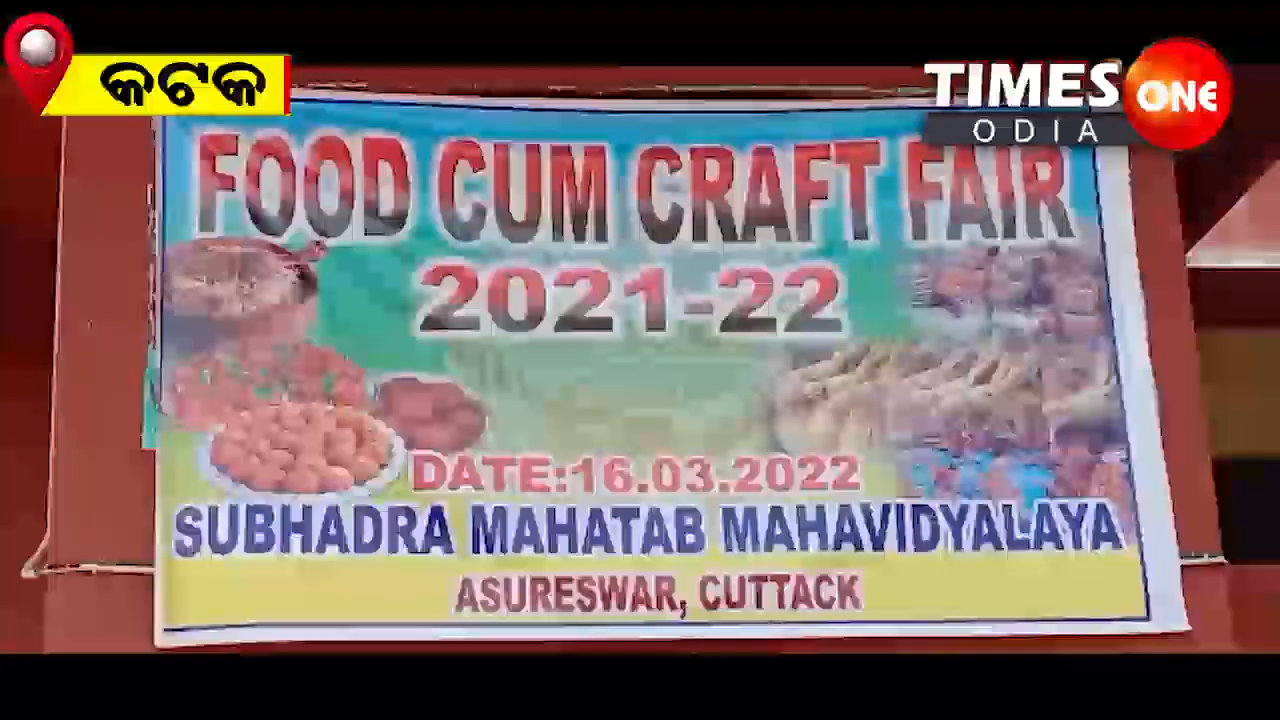 କଟକ
TIMES ONE
ODIA
FOOD CUM CRAFT FAIR
2021-22
DATE:16.03.2022
SUBHADRA MAHATAB MAHAVIDYALAYA
ASURESWAR, CUTTACK